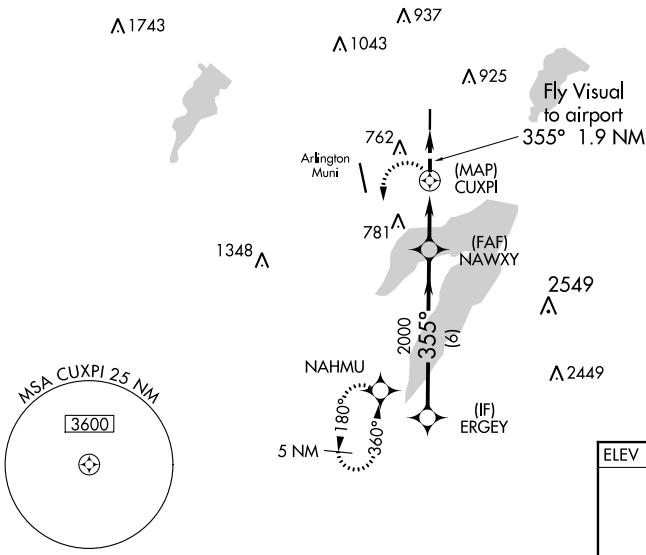 1743
937
1043
925
Fly Visual
to airport
355° 1.9 NM
762
Arlington
Muni
(MAP)
CUXPI
781
(FAF)
NAWXY
1348
2549
2000
355°
(6)
NAHMU
2449
MSA CUXPI 25 NM
3600
180°
360°
5 NM
(IF)
ERGEY
ELEV